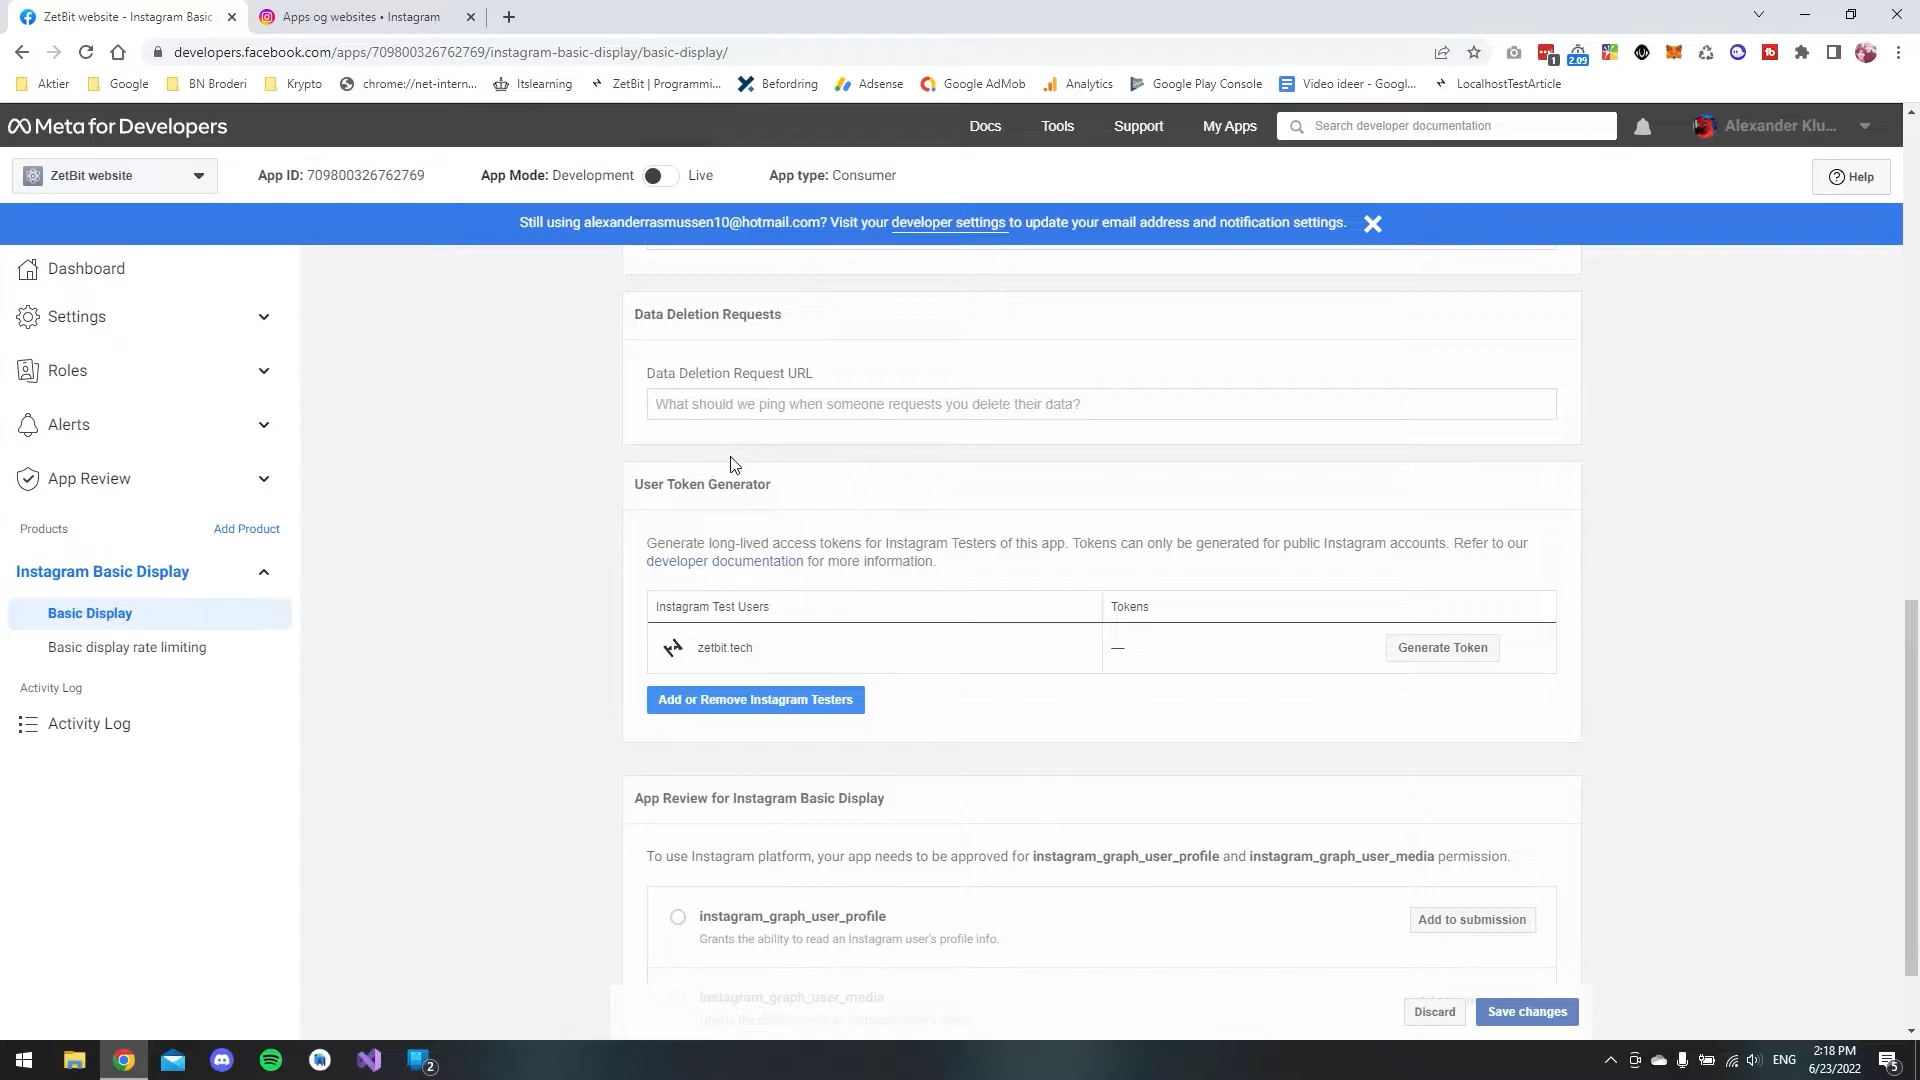 ZetBit website - Instagram Basic
Apps og websites • Instagram
developers.facebook.com/apps/709800326762769/instagram-basic-display/basic-display/
1
2.09
Aktier
Google
BN Broderi
Krypto
chrome://net-intern...
Itslearning
ZetBit | Programmi...
Befordring
Adsense
Google AdMob
Analytics
Google Play Console
Video ideer - Googl...
LocalhostTestArticle
Meta for Developers
Docs
Tools
Support
My Apps
Search developer documentation
Alexander Klu...
ZetBit website
App ID: 709800326762769
App Mode: Development
Live
App type: Consumer
Help
Still using alexanderrasmussen10@hotmail.com? Visit your developer settings to update your email address and notification settings.
Dashboard
Settings
Roles
Alerts
App Review
Products
Add Product
Instagram Basic Display
Basic Display
Basic display rate limiting
Activity Log
Activity Log
Data Deletion Requests
Data Deletion Request URL
What should we ping when someone requests you delete their data?
User Token Generator
Generate long-lived access tokens for Instagram Testers of this app. Tokens can only be generated for public Instagram accounts. Refer to our
developer documentation for more information.
Instagram Test Users
Tokens
zetbit.tech
—
Generate Token
Add or Remove Instagram Testers
App Review for Instagram Basic Display
To use Instagram platform, your app needs to be approved for instagram_graph_user_profile and instagram_graph_user_media permission.
instagram_graph_user_profile
Grants the ability to read an Instagram user's profile info.
Add to submission
instagram_graph_user_media
Discard
Save changes
2
ENG
2:18 PM
6/23/2022
5